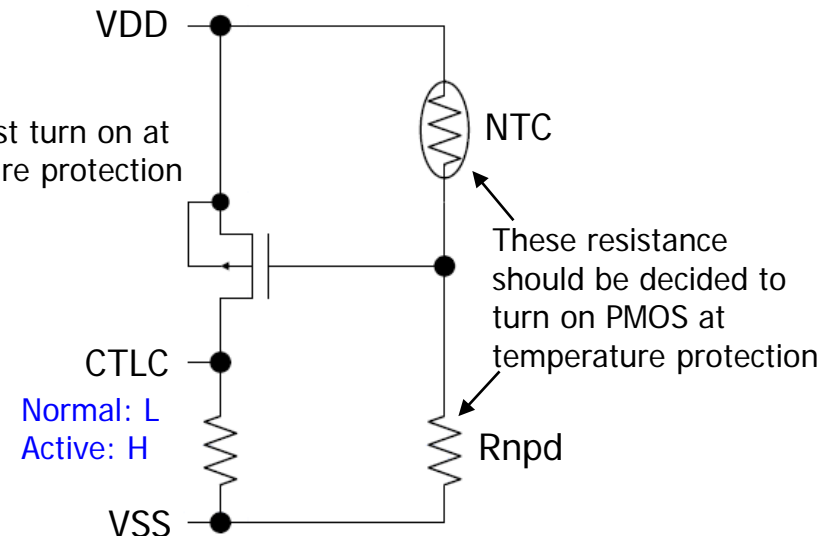 VDD
st turn on at
re protection
NTC
These resistance
should be decided to
turn on PMOS at
temperature protection
CTLC
Normal: L
Active: H
Rnpd
VSS